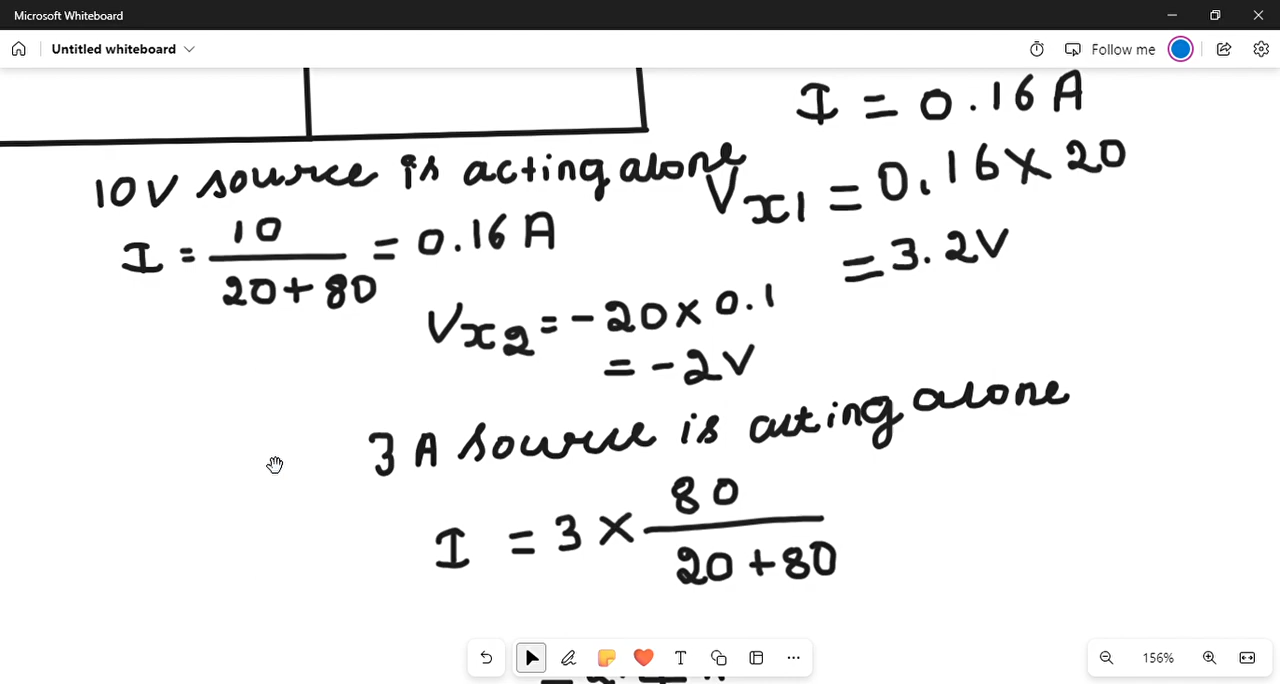 Microsoft Whiteboard
Untitled whiteboard
Follow me
I = 0.16 A
Vx1 = 0.16 × 20
= 3.2V
10V source is acting alone
I = 10 / 20+80 = 0.16 A
Vx2 = -20 × 0.1
= -2V
3 A source is acting alone
I = 3 × 80 / 20+80
156%